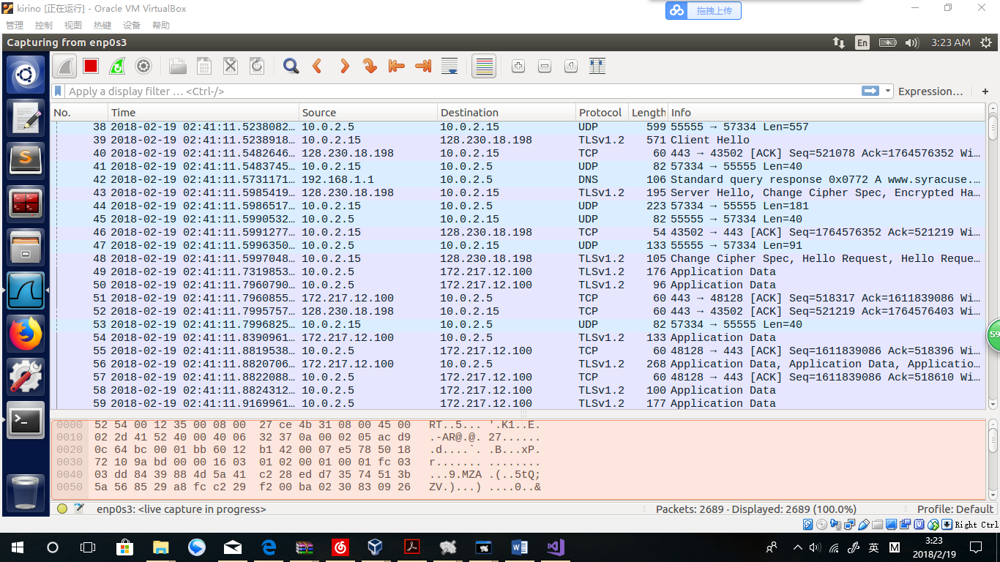 kirino [正在运行] - Oracle VM VirtualBox
拖拽上传
管理 控制 视图 热键 设备 帮助
Capturing from enp0s3
En 3:23 AM
Apply a display filter … <Ctrl-/> Expression… +
No. Time Source Destination Protocol Length Info
38 2018-02-19 02:41:11.5238082… 10.0.2.5 10.0.2.15 UDP 599 55555 → 57334 Len=557
39 2018-02-19 02:41:11.5238918… 10.0.2.15 128.230.18.198 TLSv1.2 571 Client Hello
40 2018-02-19 02:41:11.5482646… 128.230.18.198 10.0.2.15 TCP 60 443 → 43502 [ACK] Seq=521078 Ack=1764576352 Wi…
41 2018-02-19 02:41:11.5483745… 10.0.2.15 10.0.2.5 UDP 82 57334 → 55555 Len=40
42 2018-02-19 02:41:11.5731171… 192.168.1.1 10.0.2.5 DNS 106 Standard query response 0x0772 A www.syracuse.…
43 2018-02-19 02:41:11.5985419… 128.230.18.198 10.0.2.15 TLSv1.2 195 Server Hello, Change Cipher Spec, Encrypted Ha…
44 2018-02-19 02:41:11.5986517… 10.0.2.15 10.0.2.5 UDP 223 57334 → 55555 Len=181
45 2018-02-19 02:41:11.5990532… 10.0.2.5 10.0.2.15 UDP 82 55555 → 57334 Len=40
46 2018-02-19 02:41:11.5991277… 10.0.2.15 128.230.18.198 TCP 54 43502 → 443 [ACK] Seq=1764576352 Ack=521219 Wi…
47 2018-02-19 02:41:11.5996350… 10.0.2.5 10.0.2.15 UDP 133 55555 → 57334 Len=91
48 2018-02-19 02:41:11.5997048… 10.0.2.15 128.230.18.198 TLSv1.2 105 Change Cipher Spec, Hello Request, Hello Reque…
49 2018-02-19 02:41:11.7319853… 10.0.2.5 172.217.12.100 TLSv1.2 176 Application Data
50 2018-02-19 02:41:11.7960790… 10.0.2.5 172.217.12.100 TLSv1.2 96 Application Data
51 2018-02-19 02:41:11.7960855… 172.217.12.100 10.0.2.5 TCP 60 443 → 48128 [ACK] Seq=518317 Ack=1611839086 Wi…
52 2018-02-19 02:41:11.7995757… 128.230.18.198 10.0.2.15 TCP 60 443 → 43502 [ACK] Seq=521219 Ack=1764576403 Wi…
53 2018-02-19 02:41:11.7996825… 10.0.2.15 10.0.2.5 UDP 82 57334 → 55555 Len=40
54 2018-02-19 02:41:11.8390961… 172.217.12.100 10.0.2.5 TLSv1.2 133 Application Data
55 2018-02-19 02:41:11.8819538… 10.0.2.5 172.217.12.100 TCP 60 48128 → 443 [ACK] Seq=1611839086 Ack=518396 Wi…
56 2018-02-19 02:41:11.8820706… 172.217.12.100 10.0.2.5 TLSv1.2 268 Application Data, Application Data, Applicatio…
57 2018-02-19 02:41:11.8822088… 10.0.2.5 172.217.12.100 TCP 60 48128 → 443 [ACK] Seq=1611839086 Ack=518610 Wi…
58 2018-02-19 02:41:11.8824312… 10.0.2.5 172.217.12.100 TLSv1.2 100 Application Data
59 2018-02-19 02:41:11.9169961… 10.0.2.5 172.217.12.100 TLSv1.2 177 Application Data
59
0000 52 54 00 12 35 00 08 00 27 ce 4b 31 08 00 45 00 RT..5... '.K1..E.
0010 02 2d 41 52 40 00 40 06 32 37 0a 00 02 05 ac d9 .-AR@.@. 27......
0020 0c 64 bc 00 01 bb 60 12 b1 42 00 07 e5 78 50 18 .d....`. .B...xP.
0030 72 10 9a bd 00 00 16 03 01 02 00 01 00 01 fc 03 r....... ........
0040 03 dd 84 39 88 4d 5a 41 c2 28 ed d7 35 74 51 3b ...9.MZA .(..5tQ;
0050 5a 56 85 29 a8 fc c2 29 f2 00 ba 02 30 83 09 26 ZV.)...) ....0..&
enp0s3: <live capture in progress> Packets: 2689 · Displayed: 2689 (100.0%) Profile: Default
Right Ctrl
英 M 3:23
2018/2/19